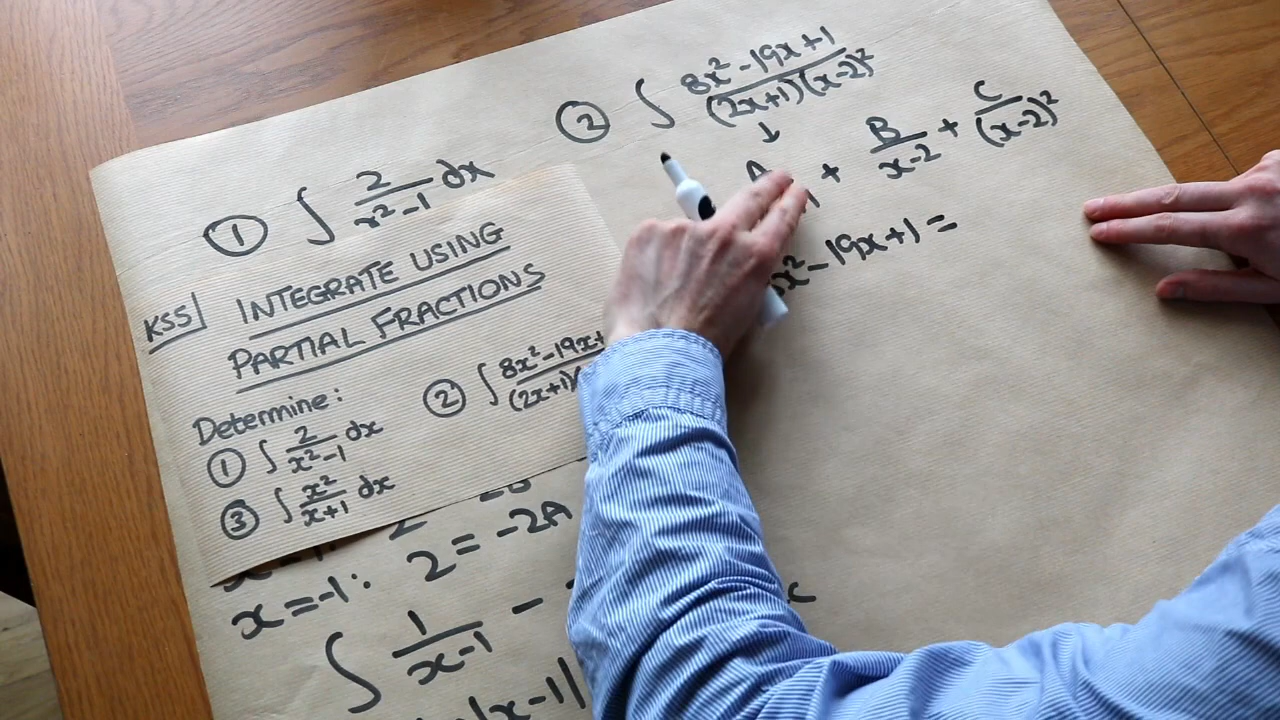 ① ∫ 2/(x²-1) dx
KS5 INTEGRATE USING
PARTIAL FRACTIONS
Determine:
① ∫ 2/(x²-1) dx
② ∫ 8x²-19x+ / (2x+1)
③ ∫ x²/(x+1) dx
2 = -2A
x=-1:
∫ 1/(x-1) -
|x-1|
② ∫ (8x²-19x+1)/((2x+1)(x-2)²)
↓
A + B/(x-2) + C/(x-2)²
x²-19x+1 =